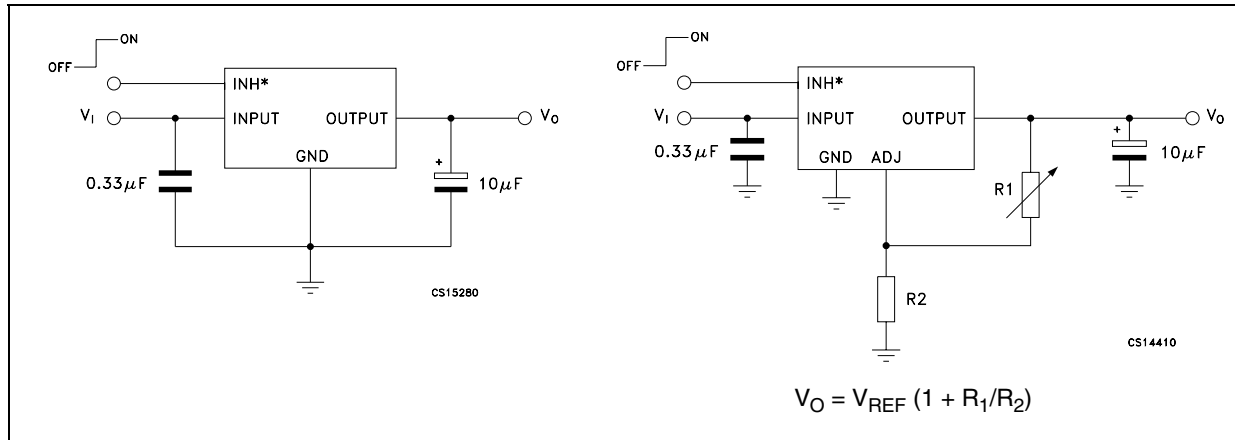 ON
OFF
INH*
V_I
INPUT
OUTPUT
V_O
GND
+
0.33µF
10µF
CS15280
ON
OFF
INH*
V_I
INPUT
OUTPUT
V_O
0.33µF
GND
ADJ
+
10µF
R1
R2
CS14410
V_O = V_REF (1 + R_1/R_2)